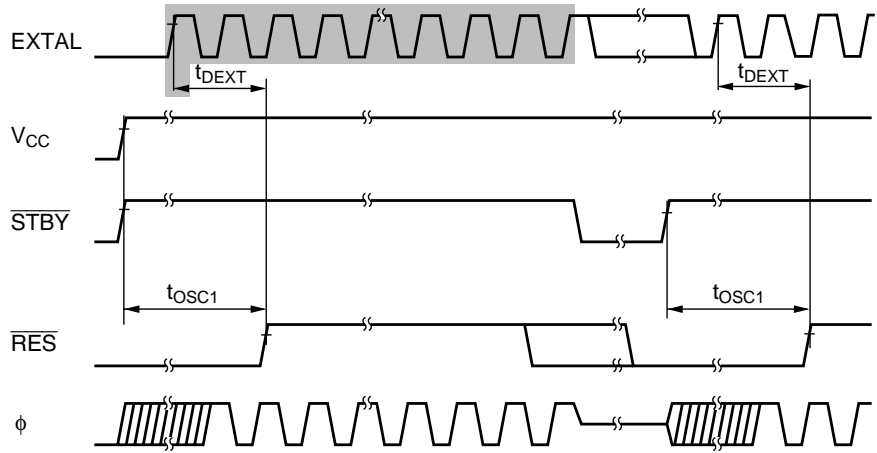 EXTAL
tDEXT
tDEXT
VCC
STBY
tOSC1
tOSC1
RES
ϕ